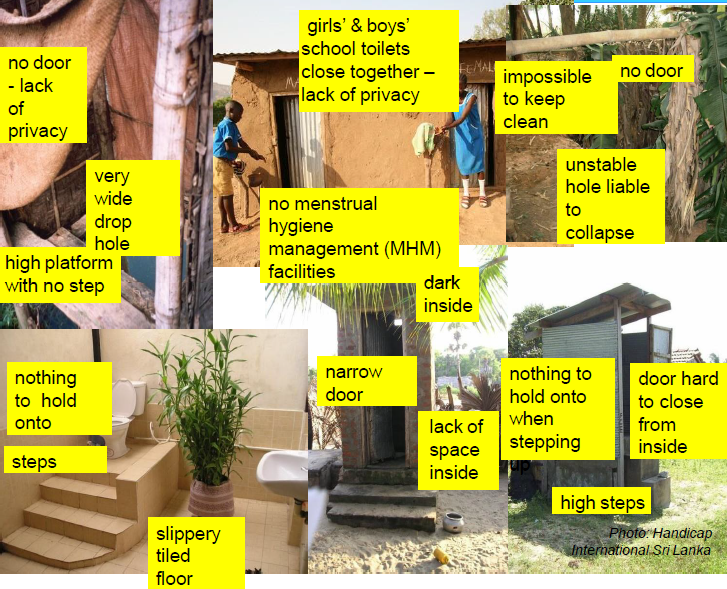 no door
- lack
of
privacy
very
wide
drop
hole
high platform
with no step
girls’ & boys’
school toilets
close together –
lack of privacy
no menstrual
hygiene
management (MHM)
facilities
impossible
to keep
clean
no door
unstable
hole liable
to
collapse
nothing
to hold
onto
steps
slippery
tiled
floor
dark
inside
narrow
door
lack of
space
inside
nothing to
hold onto
when
stepping
up
door hard
to close
from
inside
high steps
Photo: Handicap
International Sri Lanka